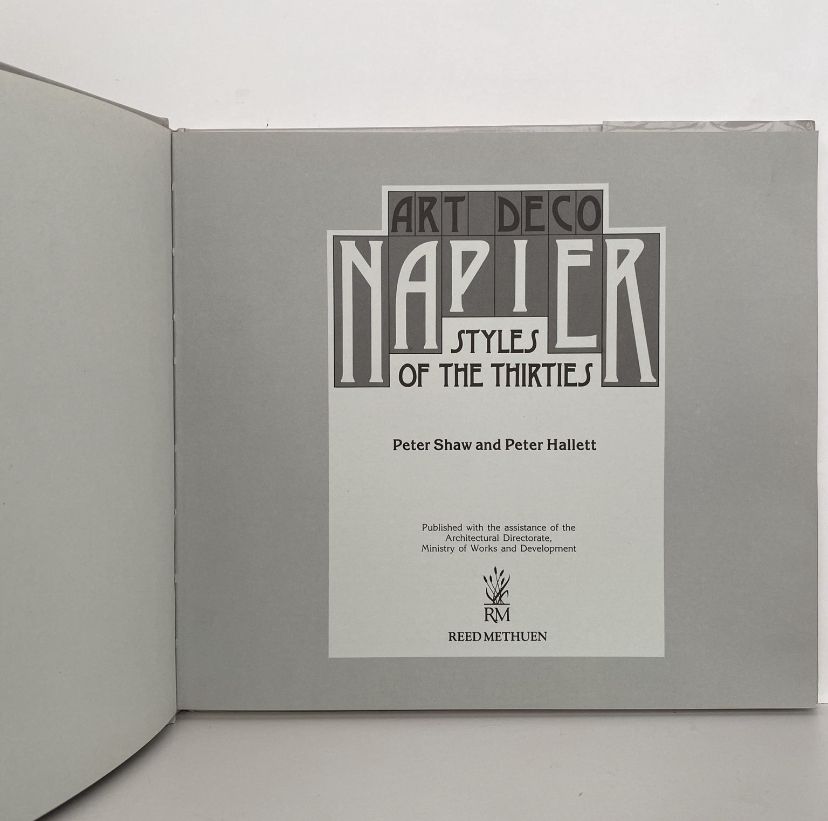 ART DECO
NAPIER
STYLES
OF THE THIRTIES
Peter Shaw and Peter Hallett
Published with the assistance of the
Architectural Directorate,
Ministry of Works and Development
RM
REED METHUEN